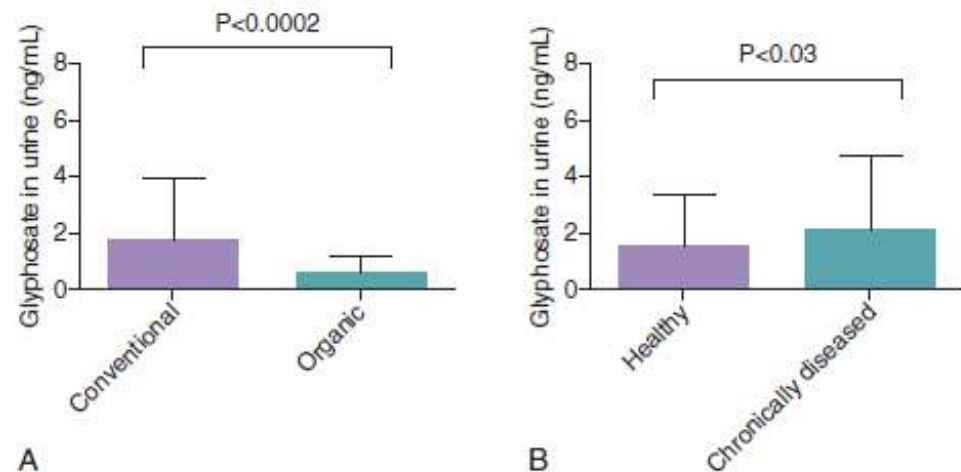 P<0.0002
Glyphosate in urine (ng/mL)
8
6
4
2
0
Conventional
Organic
A
P<0.03
Glyphosate in urine (ng/mL)
8
6
4
2
0
Healthy
Chronically diseased
B